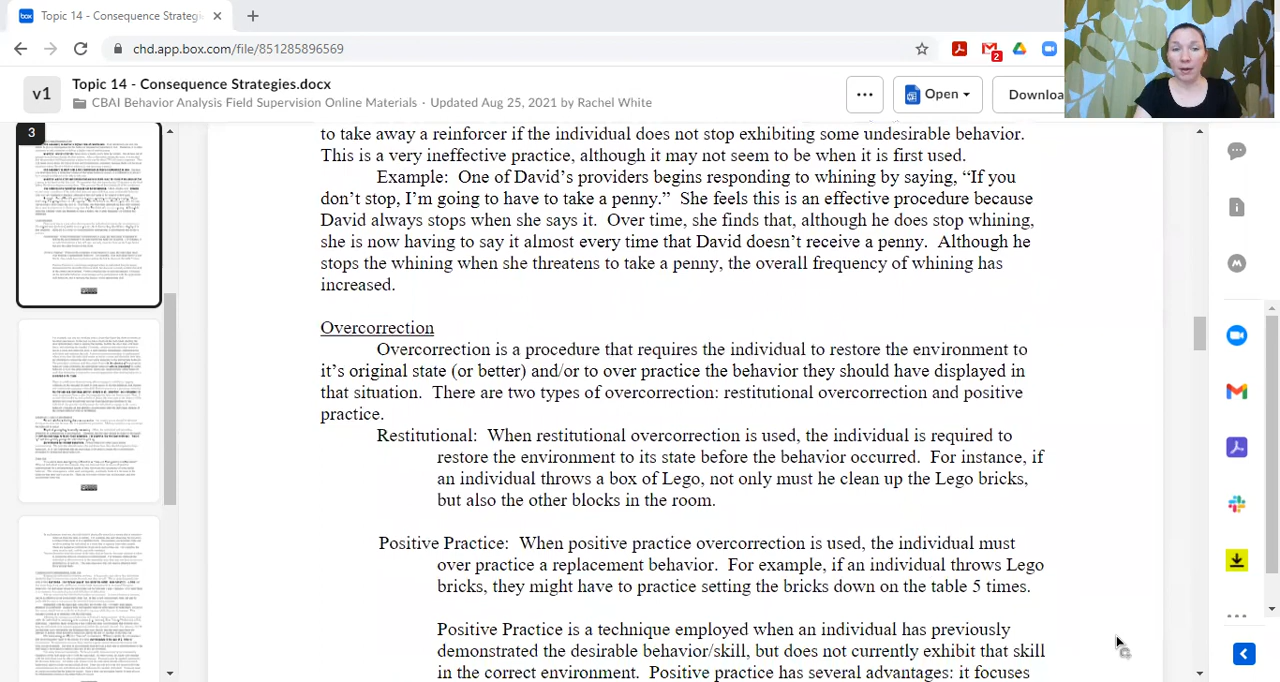 Topic 14 - Consequence Strateg
chd.app.box.com/file/851285896569
2
v1
Topic 14 - Consequence Strategies.docx
CBAI Behavior Analysis Field Supervision Online Materials · Updated Aug 25, 2021 by Rachel White
Open
Downloa
3
to take away a reinforcer if the individual does not stop exhibiting some undesirable behavior.
This is very ineffective to use, although it may not seem to be when it is first used.
Example: One of David's providers begins responding to whining by saying, "If you
don't stop, I'm going to have to take a penny." She feels this is an effective procedure because
David always stops when she says it. Over time, she finds that, although he does stop whining,
she is now having to say it almost every time that David doesn't receive a penny. Although he
will stop whining when she threatens to take a penny, the overall frequency of whining has
increased.
Overcorrection
Overcorrection is a procedure that requires the individual to restore the environment to
it's original state (or better) and/or to over practice the behavior they should have displayed in
the situation. There are two types of overcorrection: restitutional overcorrection and positive
practice.
Restitutional: In restitutional overcorrection is used, the individual is required to
restore the environment to its state before the behavior occurred. For instance, if
an individual throws a box of Lego, not only must he clean up the Lego bricks,
but also the other blocks in the room.
Positive Practice: When positive practice overcorrection is used, the individual must
over practice a replacement behavior. For example, if an individual throws Lego
bricks, he might have to practice setting bricks down on the table 5 times.
Positive practice is a technique employed when an individual has previously
demonstrated the desirable behavior/skill, but does not currently exhibit that skill
in the correct environment. Positive practice has several advantages: it focuses